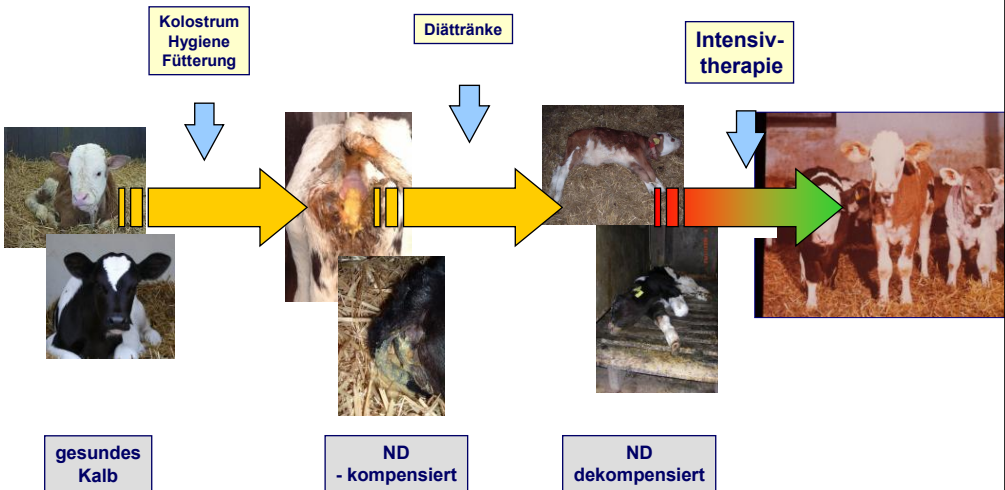 Kolostrum
Hygiene
Fütterung
Diättränke
Intensiv-
therapie
gesundes
Kalb
ND
- kompensiert
ND
dekompensiert